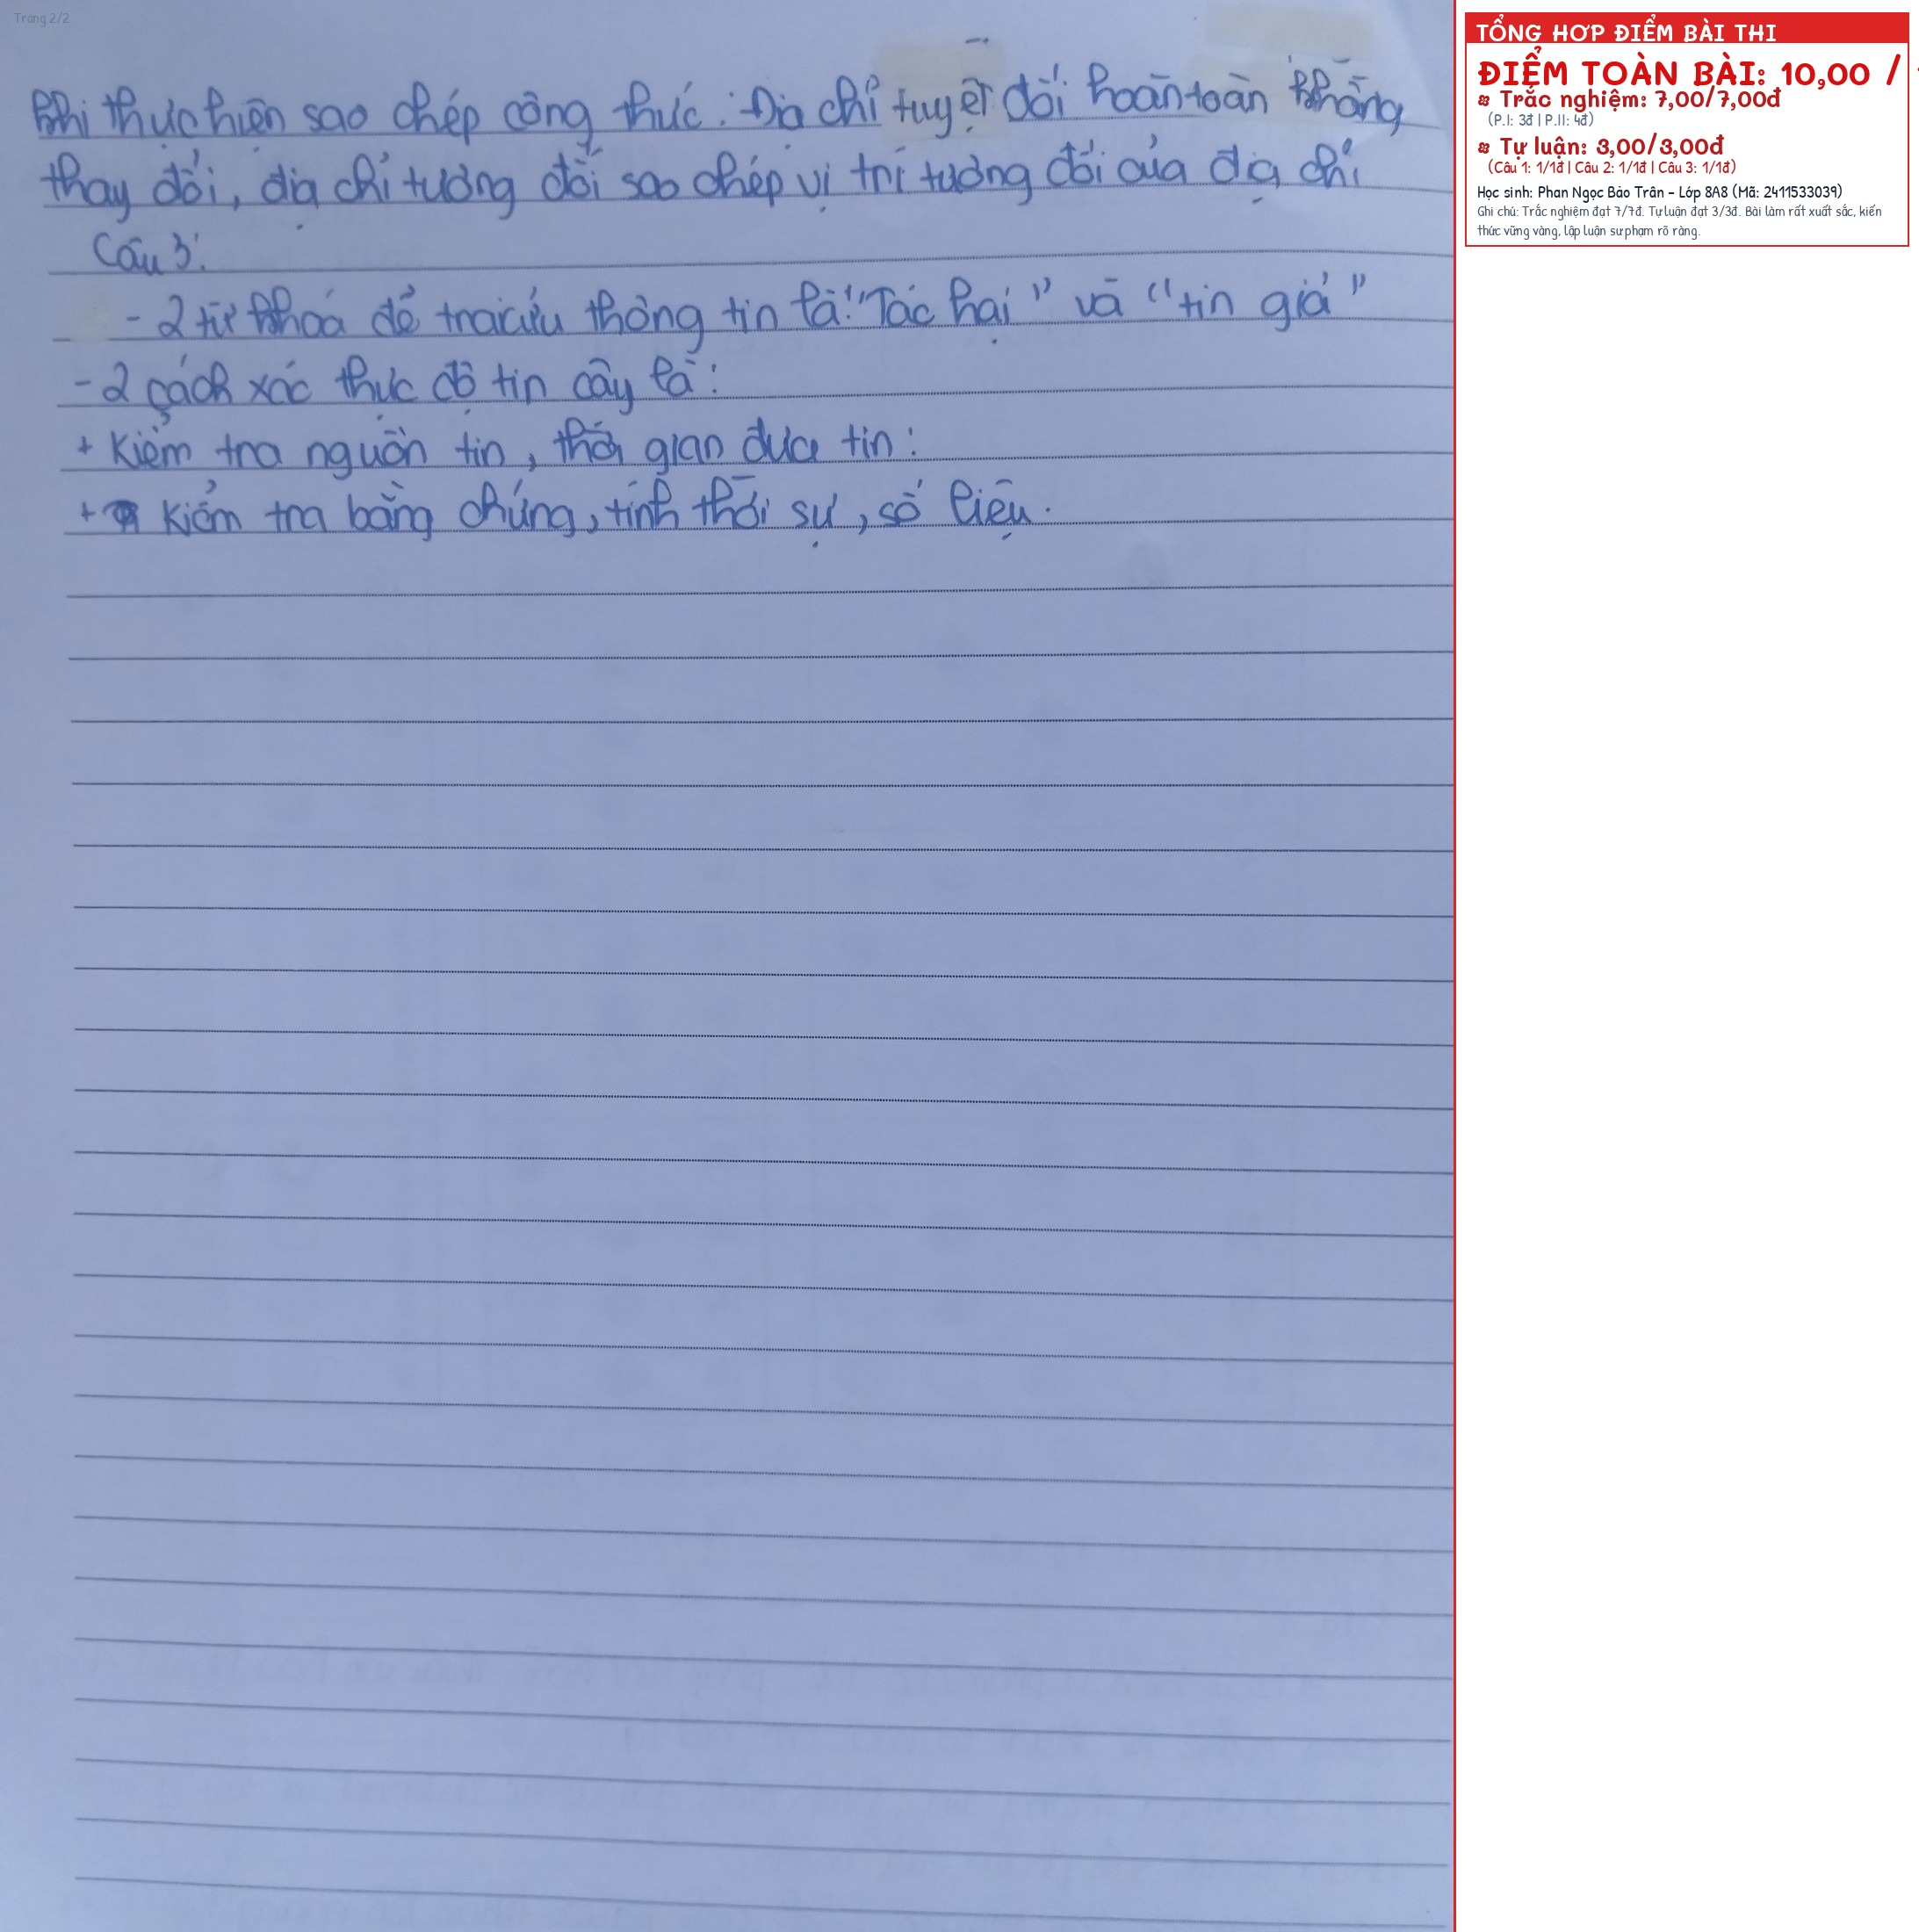 Trang 2/2
khi thực hiện sao chép công thức: Địa chỉ tuyệt đối hoàn toàn không
thay đổi, địa chỉ tương đối sao chép vị trí tương đối của địa chỉ
Câu 3:
- 2 từ khoá để tra cứu thông tin là: "Tác hại" và "tin giả"
- 2 cách xác thực độ tin cậy là:
+ Kiểm tra nguồn tin, thời gian đưa tin:
+ Kiểm tra bằng chứng, tính thời sự, số liệu.
TỔNG HỢP ĐIỂM BÀI THI
ĐIỂM TOÀN BÀI: 10,00 /
Trắc nghiệm: 7,00/7,00đ
(P.I: 3đ | P.II: 4đ)
Tự luận: 3,00/3,00đ
(Câu 1: 1/1đ | Câu 2: 1/1đ | Câu 3: 1/1đ)
Học sinh: Phan Ngọc Bảo Trân - Lớp 8A8 (Mã: 2411533039)
Ghi chú: Trắc nghiệm đạt 7/7đ. Tự luận đạt 3/3đ. Bài làm rất xuất sắc, kiến
thức vững vàng, lập luận sư phạm rõ ràng.